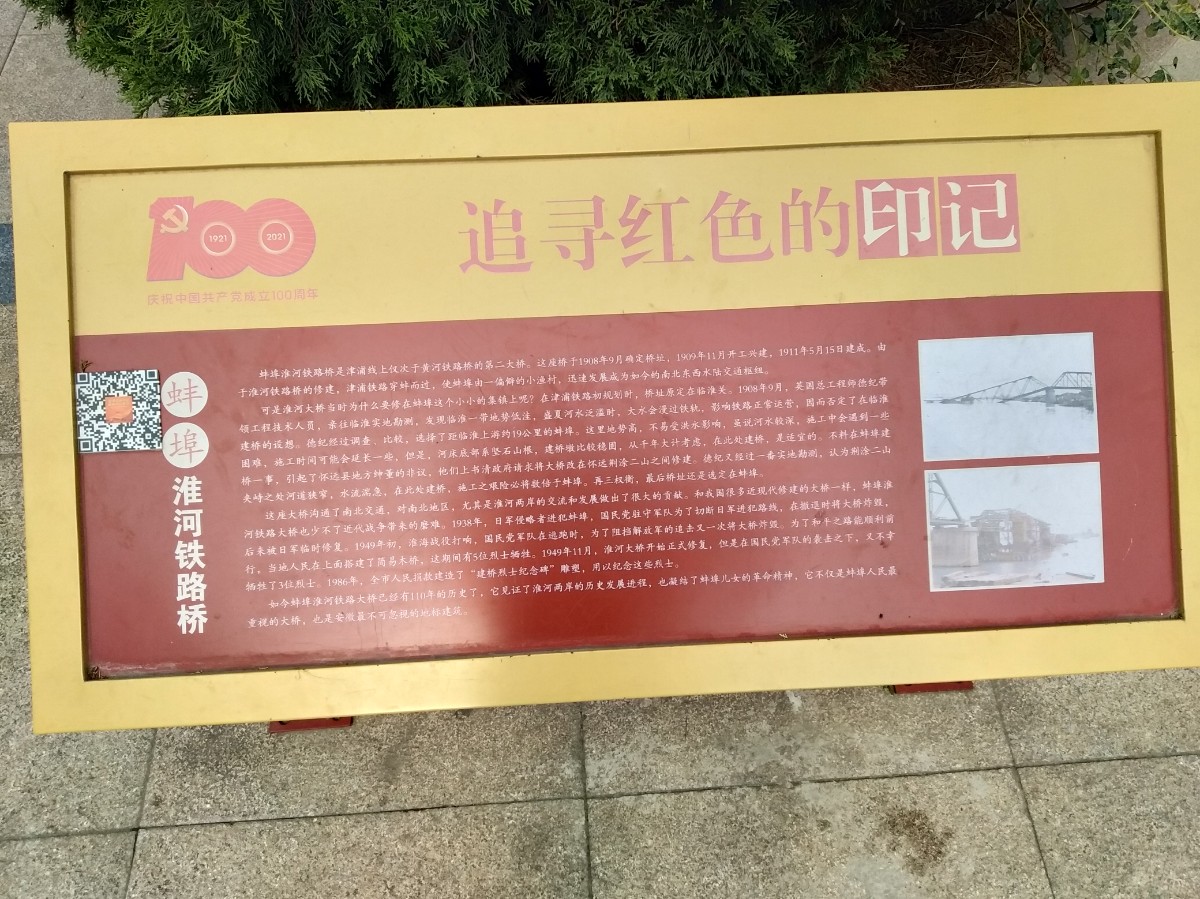 1921
2021
庆祝中国共产党成立100周年
追寻红色的印记
蚌埠
淮河铁路桥
蚌埠淮河铁路桥是津浦线上仅次于黄河铁路桥的第二大桥。这座桥于1908年9月确定桥址，1909年11月开工兴建，1911年5月15日建成。由
于淮河铁路桥的修建，津浦铁路穿蚌而过，使蚌埠由一偏僻的小渔村，迅速发展成为如今的南北东西水陆交通枢纽。
可是淮河大桥当时为什么要修在蚌埠这个小小的集镇上呢？在津浦铁路初规划时，桥址原定在临淮关。1908年9月，英国总工程师德纪带
领工程技术人员，亲往临淮实地勘测，发现临淮一带地势低洼，盛夏河水泛滥时，大水会漫过铁轨，影响铁路正常运营，因而否定了在临淮
建桥的设想。德纪经过调查、比较，选择了距临淮上游约19公里的蚌埠。这里地势高，不易受洪水影响，虽说河水较深，施工中会遇到一些
困难，施工时间可能会延长一些，但是，河床底部系坚石山根，建桥墩比较稳固，从千年大计考虑，在此处建桥，是适宜的。不料在蚌埠建
桥一事，引起了怀远县地方绅董的非议，他们上书清政府请求将大桥改在怀远荆涂二山之间修建。德纪又经过一番实地勘测，认为荆涂二山
夹峙之处河道狭窄，水流湍急，在此处建桥，施工之艰险必将数倍于蚌埠。再三权衡，最后桥址还是选定在蚌埠。
这座大桥沟通了南北交通，对南北地区，尤其是淮河两岸的交流和发展做出了很大的贡献。和我国很多近现代修建的大桥一样，蚌埠淮
河铁路大桥也少不了近代战争带来的磨难。1938年，日军侵略者进犯蚌埠，国民党驻守军队为了切断日军进犯路线，在撤退时将大桥炸毁，
后来被日军临时修复。1949年初，淮海战役打响，国民党军队在逃跑时，为了阻挡解放军的追击又一次将大桥炸毁。为了和平之路能顺利前
行，当地人民在上面搭建了简易木桥，这期间有5位烈士牺牲。1949年11月，淮河大桥开始正式修复，但是在国民党军队的袭击之下，又不幸
牺牲了3位烈士。1986年，全市人民捐款建造了“建桥烈士纪念碑”雕塑，用以纪念这些烈士。
如今蚌埠淮河铁路大桥已经有110年的历史了，它见证了淮河两岸的历史发展进程，也凝结了蚌埠儿女的革命精神，它不仅是蚌埠人民最
重视的大桥，也是安徽最不可忽视的地标建筑。